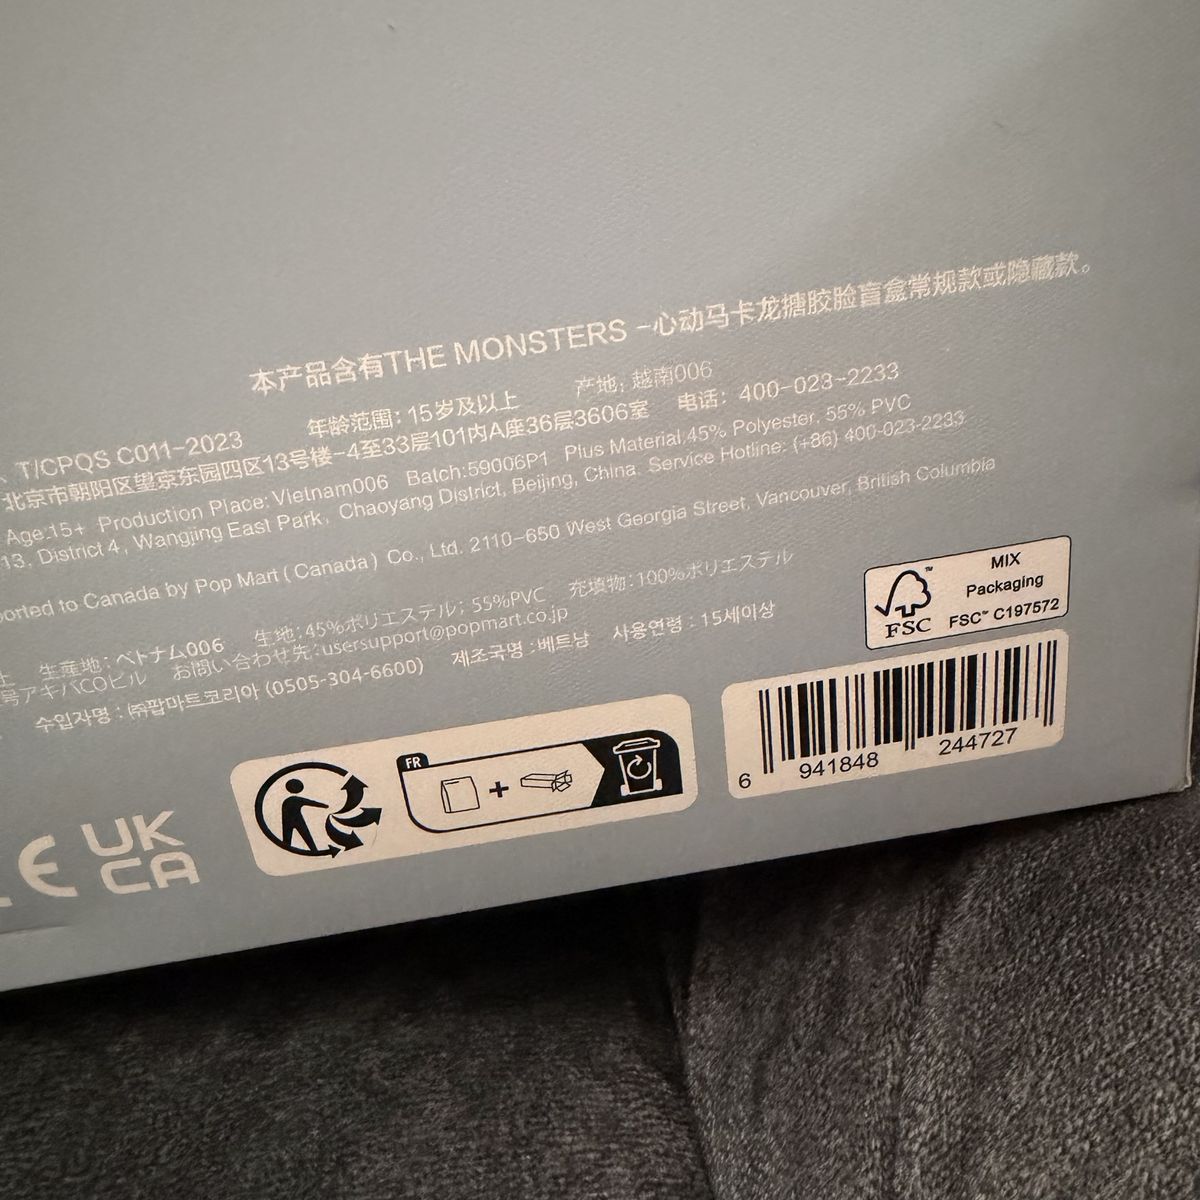 本产品含有THE MONSTERS -心动马卡龙搪胶脸盲盒常规款或隐藏款。
T/CPQS C011-2023 年龄范围: 15岁及以上 产地: 越南006
北京市朝阳区望京东园四区13号楼-4至33层101内A座36层3606室 电话: 400-023-2233
Age:15+ Production Place: Vietnam006 Batch:59006P1 Plus Material:45% Polyester, 55% PVC
13, District 4, Wangjing East Park, Chaoyang District, Beijing, China. Service Hotline: (+86) 400-023-2233
orted to Canada by Pop Mart (Canada) Co., Ltd. 2110-650 West Georgia Street, Vancouver, British Columbia
生産地: ベトナム006 生地:45%ポリエステル; 55%PVC 充填物:100%ポリエステル
号アキバCOビル お問い合わせ先:usersupport@popmart.co.jp
수입자명 : ㈜팝마트코리아 (0505-304-6600) 제조국명 : 베트남 사용연령 : 15세이상
MIX
Packaging
FSC™ C197572
FSC
FR
6 941848 244727
CE UK
CA